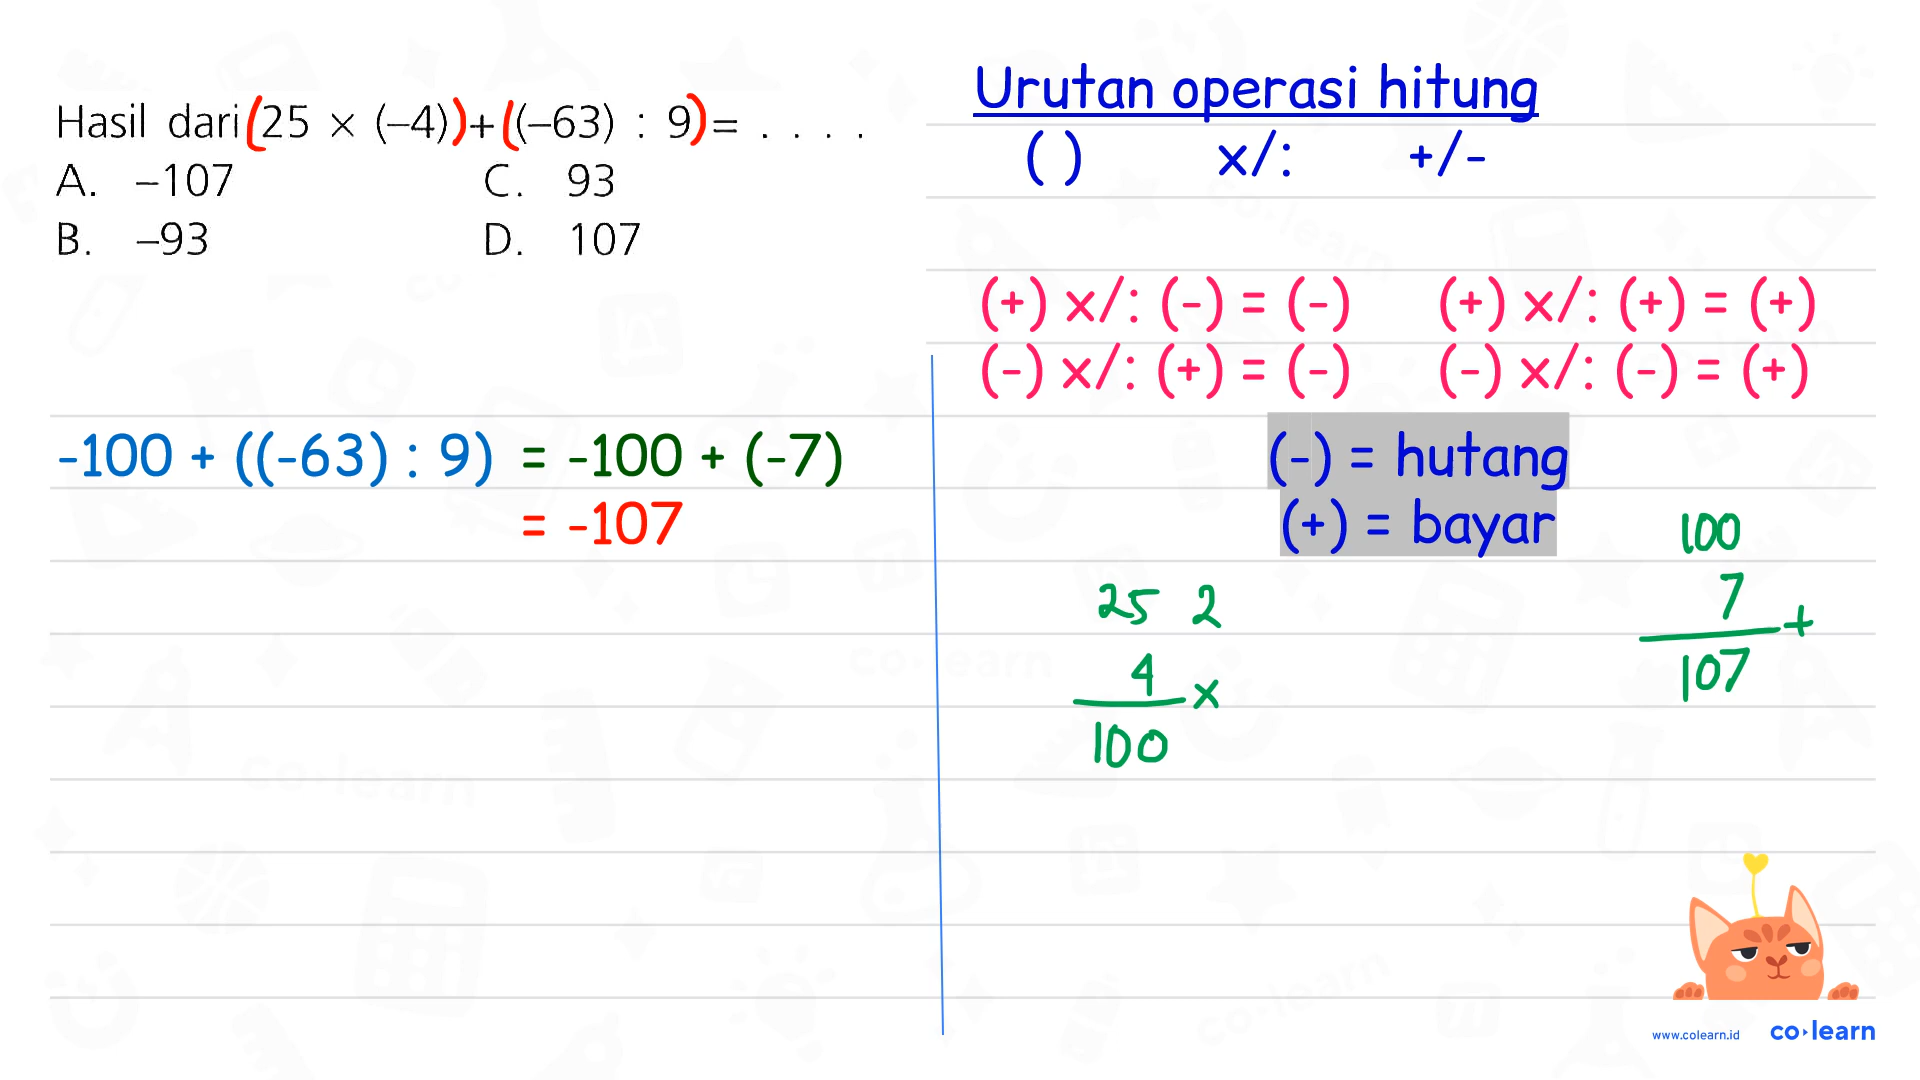 Hasil dari (25 × (–4)) + ((–63) : 9) = . . . .
A. –107 C. 93
B. –93 D. 107
-100 + ((-63) : 9) = -100 + (-7)
= -107
Urutan operasi hitung
( ) x/: +/-
(+) x/: (-) = (-) (+) x/: (+) = (+)
(-) x/: (+) = (-) (-) x/: (-) = (+)
(-) = hutang
(+) = bayar
25 2
4 x
100
100
7 +
107
www.colearn.id co·learn